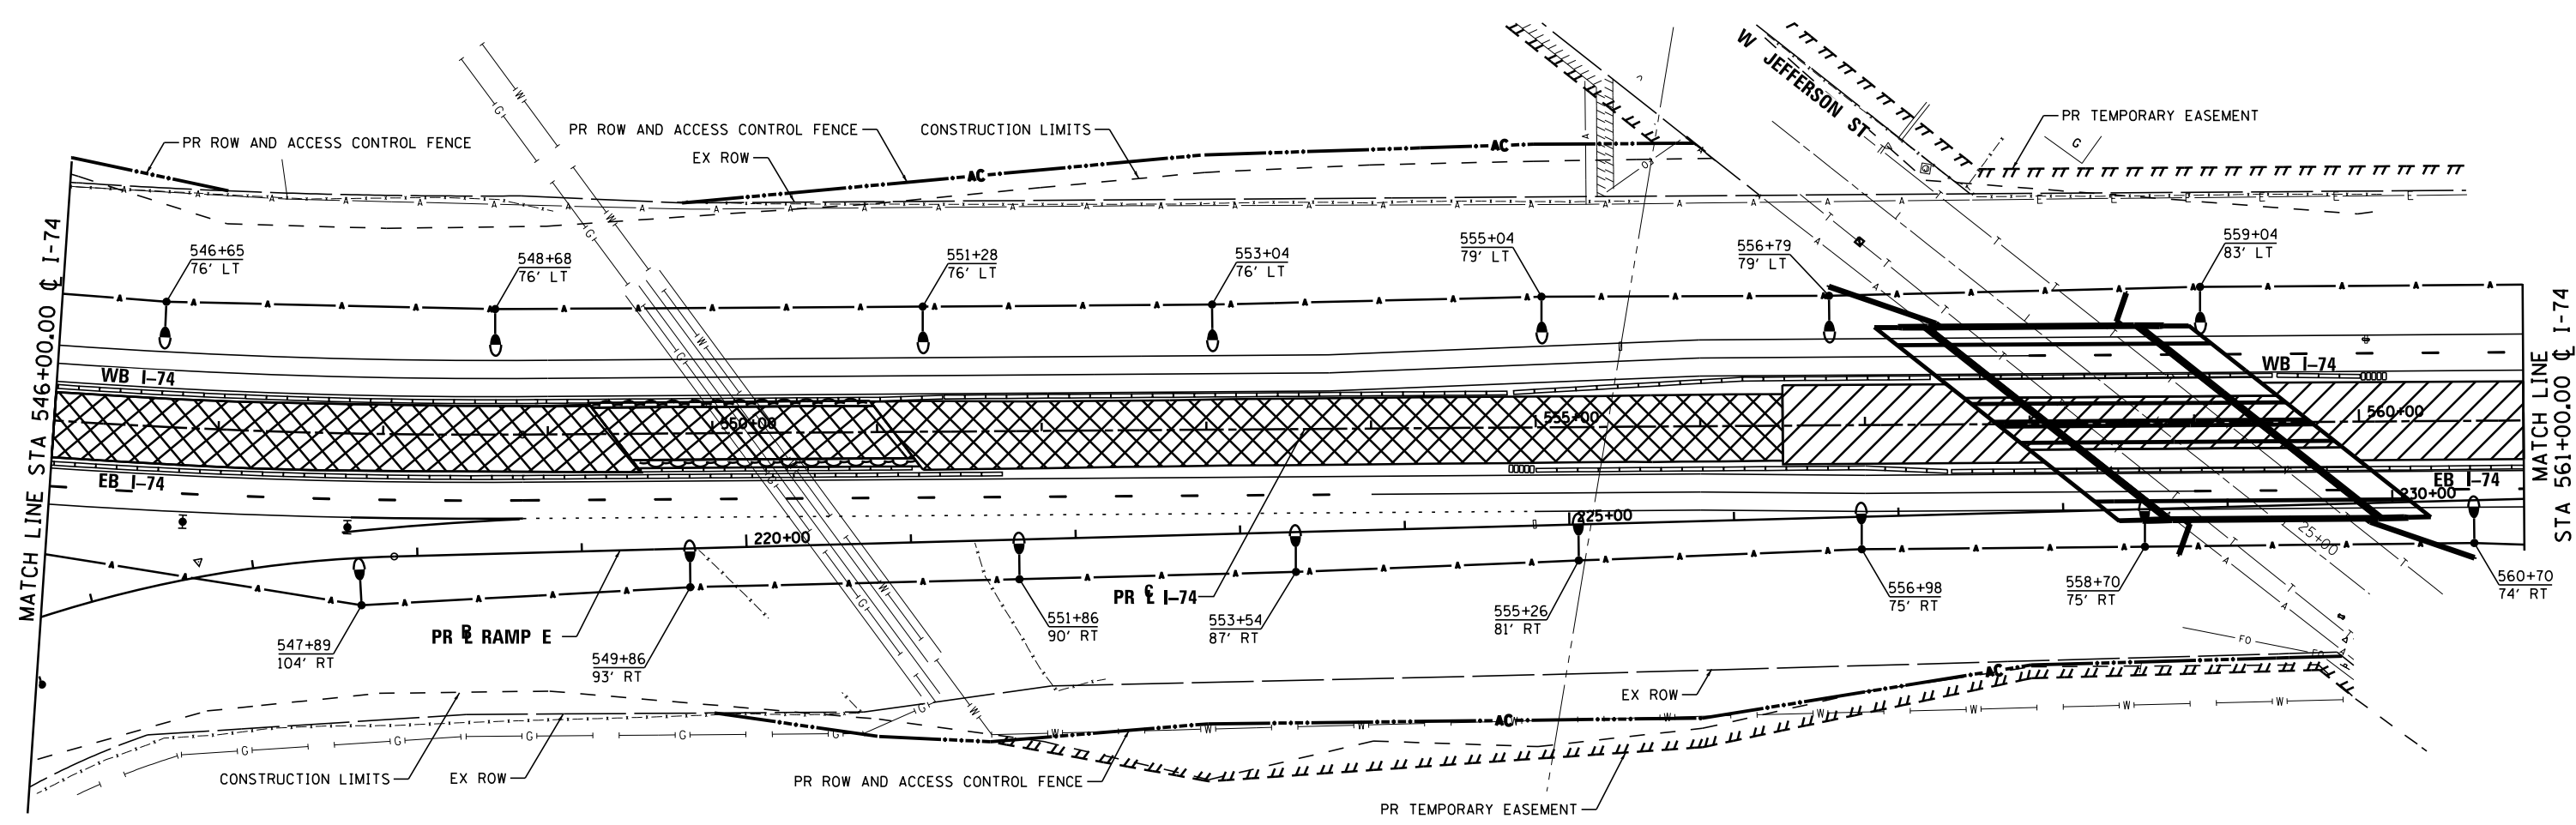 W JEFFERSON ST
PR TEMPORARY EASEMENT
PR ROW AND ACCESS CONTROL FENCE
CONSTRUCTION LIMITS
PR ROW AND ACCESS CONTROL FENCE
EX ROW
AC
AC
G
W
546+65
76' LT
548+68
76' LT
551+28
76' LT
553+04
76' LT
555+04
79' LT
556+79
79' LT
559+04
83' LT
MATCH LINE STA 546+00.00 ℄ I-74
MATCH LINE
STA 561+00.00 ℄ I-74
WB I-74
WB I-74
550+00
555+00
560+00
EB I-74
EB I-74
220+00
225+00
230+00
25+00
PR ℄ I-74
PR BL RAMP E
547+89
104' RT
549+86
93' RT
551+86
90' RT
553+54
87' RT
555+26
81' RT
556+98
75' RT
558+70
75' RT
560+70
74' RT
FO
AC
EX ROW
AC
CONSTRUCTION LIMITS
EX ROW
PR ROW AND ACCESS CONTROL FENCE
PR TEMPORARY EASEMENT